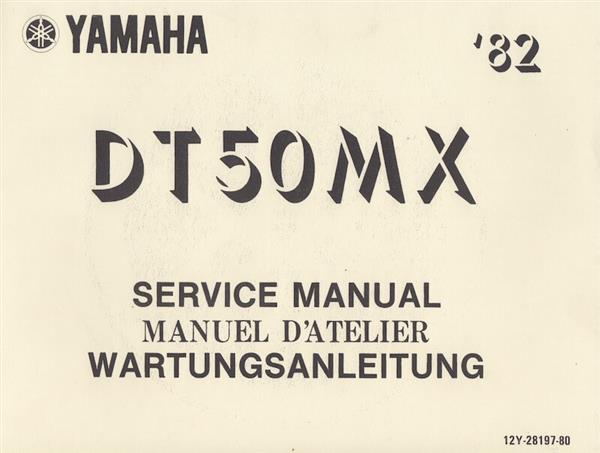 YAMAHA
'82
DT50MX
SERVICE MANUAL
MANUEL D'ATELIER
WARTUNGSANLEITUNG
12Y-28197-80